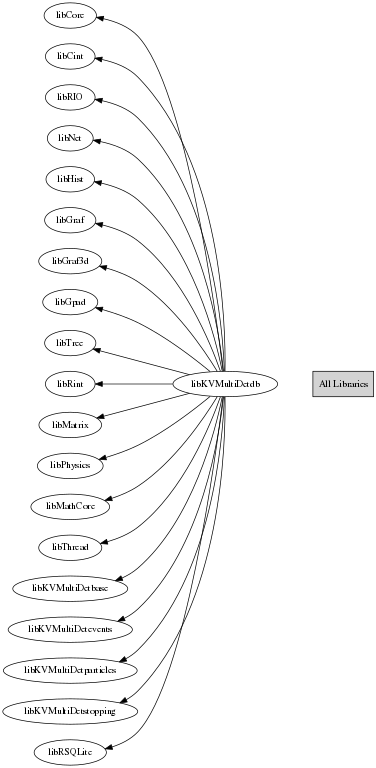 libCore
libCint
libRIO
libNet
libHist
libGraf
libGraf3d
libGpad
libTree
libKVMultiDetdb
All Libraries
libRint
libMatrix
libPhysics
libMathCore
libThread
libKVMultiDetbase
libKVMultiDetevents
libKVMultiDetparticles
libKVMultiDetstopping
libRSQLite